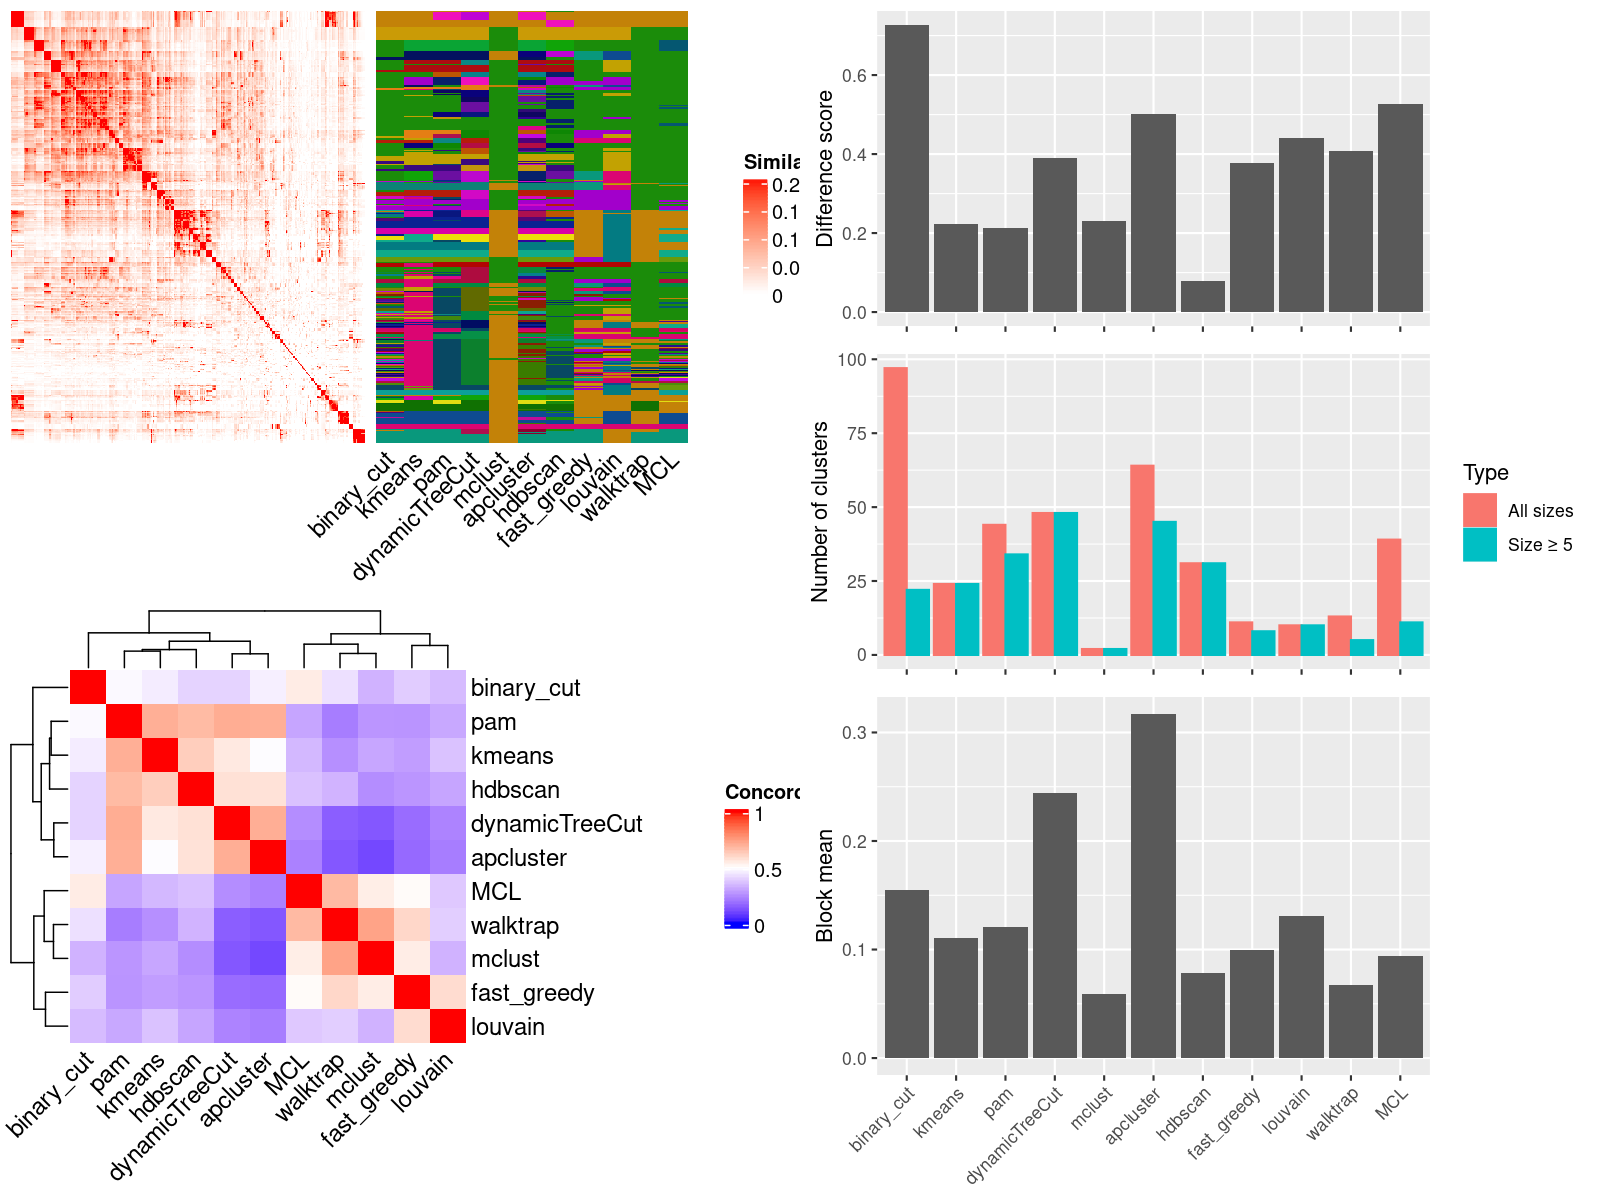 Simila
0.2
0.1
0.1
0.0
0
binary_cut
kmeans
pam
dynamicTreeCut
mclust
apcluster
hdbscan
fast_greedy
louvain
walktrap
MCL
binary_cut
pam
kmeans
hdbscan
dynamicTreeCut
apcluster
MCL
walktrap
mclust
fast_greedy
louvain
binary_cut
pam
kmeans
hdbscan
dynamicTreeCut
apcluster
MCL
walktrap
mclust
fast_greedy
louvain
Concord
1
0.5
0
Difference score
0.6
0.4
0.2
0.0
Number of clusters
100
75
50
25
0
Type
All sizes
Size ≥ 5
Block mean
0.3
0.2
0.1
0.0
binary_cut
kmeans
pam
dynamicTreeCut
mclust
apcluster
hdbscan
fast_greedy
louvain
walktrap
MCL